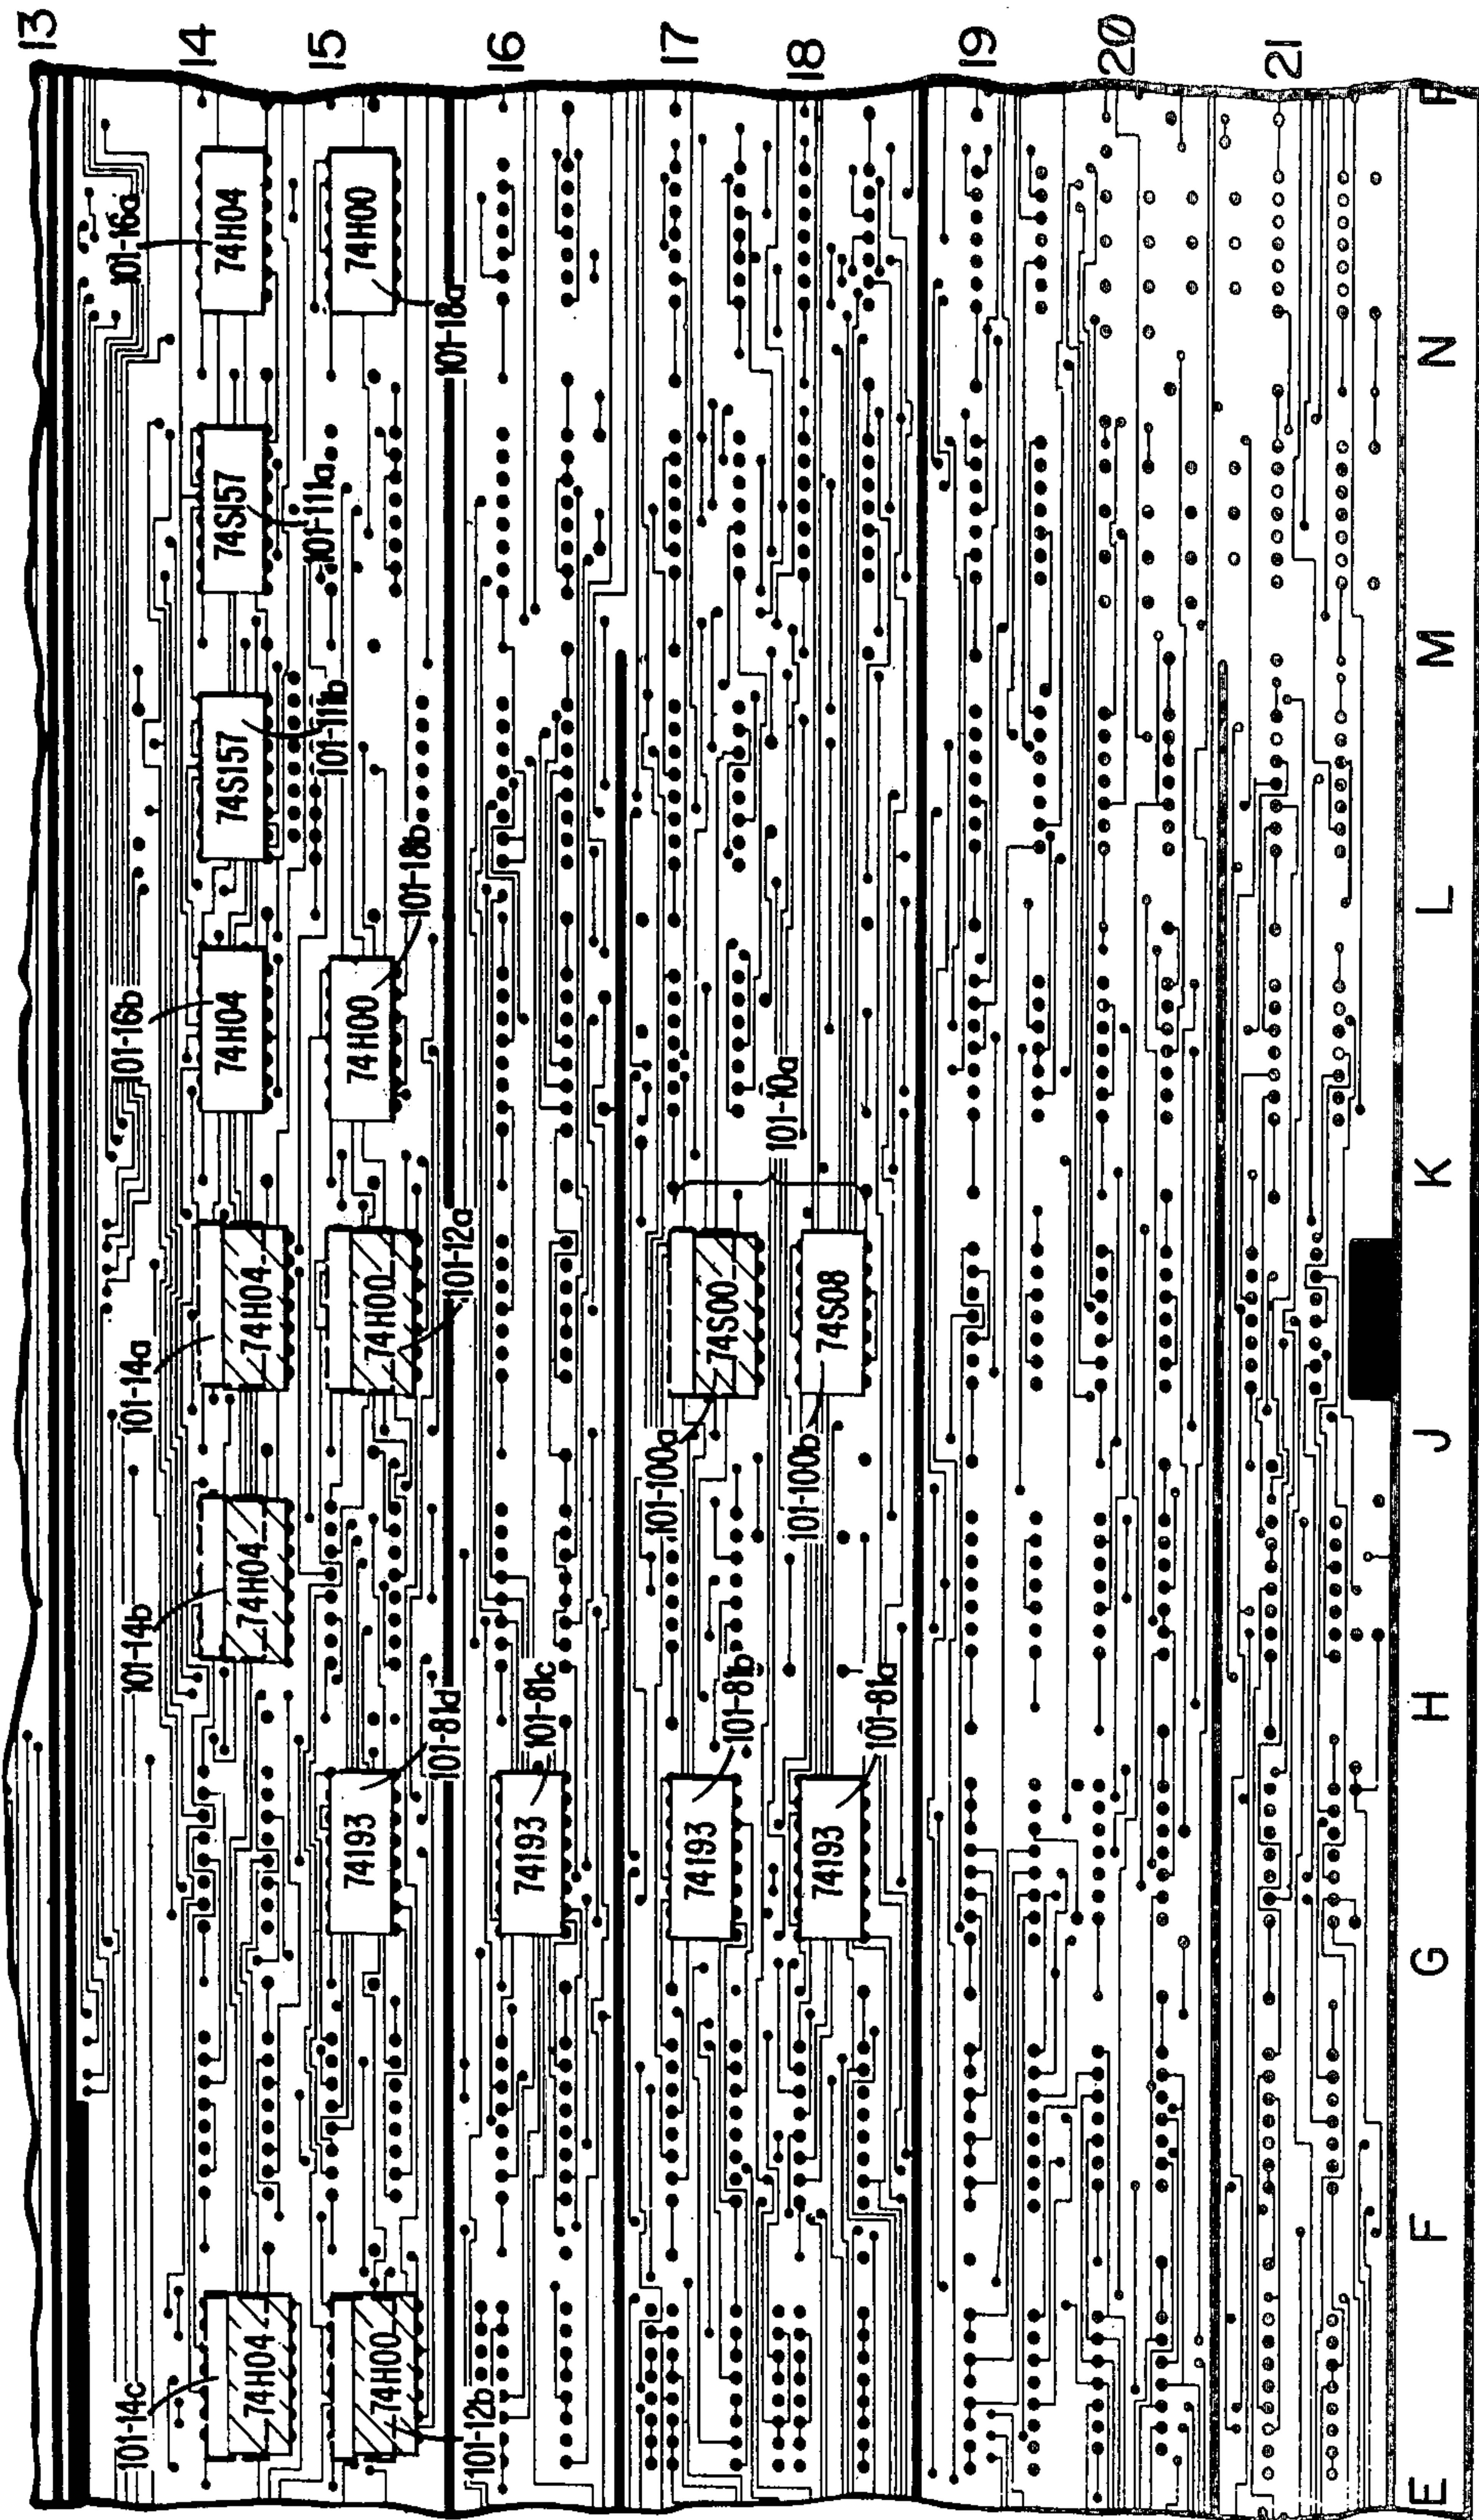 13
14
15
16
17
18
19
20
21
101-16a
74H04
74H00
101-18a
74S157
101-111a
74S157
101-111b
101-16b
74H04
74H00
101-18b
101-14a
74H04
74H00
101-12a
101-10a
74S00
101-100a
74S08
101-100b
101-14b
74H04
74193
101-81d
74193
101-81c
74193
101-81b
74193
101-81a
101-14c
74H04
74H00
101-12b
E
F
G
H
J
K
L
M
N